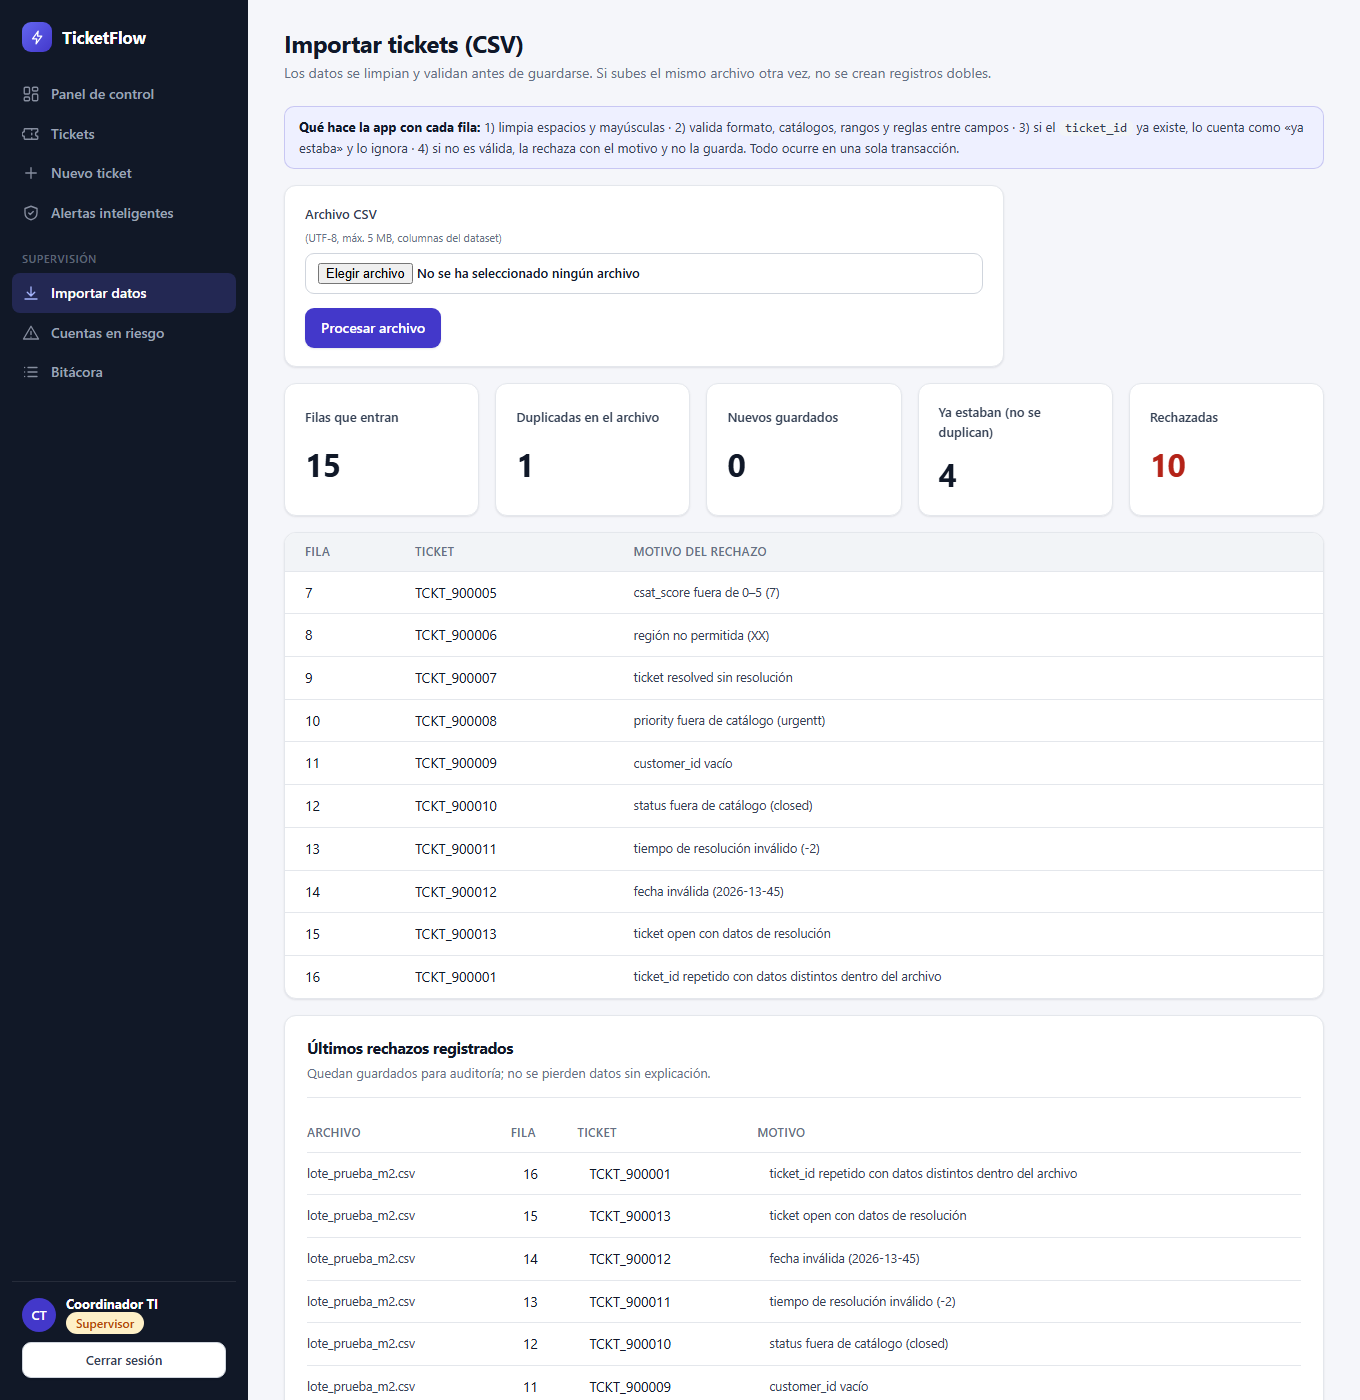 TicketFlow
Panel de control
Tickets
Nuevo ticket
Alertas inteligentes
SUPERVISIÓN
Importar datos
Cuentas en riesgo
Bitácora
CT
Coordinador TI
Supervisor
Cerrar sesión
Importar tickets (CSV)
Los datos se limpian y validan antes de guardarse. Si subes el mismo archivo otra vez, no se crean registros dobles.
Qué hace la app con cada fila: 1) limpia espacios y mayúsculas · 2) valida formato, catálogos, rangos y reglas entre campos · 3) si el ticket_id ya existe, lo cuenta como «ya
estaba» y lo ignora · 4) si no es válida, la rechaza con el motivo y no la guarda. Todo ocurre en una sola transacción.
Archivo CSV
(UTF-8, máx. 5 MB, columnas del dataset)
Elegir archivo No se ha seleccionado ningún archivo
Procesar archivo
Filas que entran
15
Duplicadas en el archivo
1
Nuevos guardados
0
Ya estaban (no se
duplican)
4
Rechazadas
10
FILA TICKET MOTIVO DEL RECHAZO
7 TCKT_900005 csat_score fuera de 0–5 (7)
8 TCKT_900006 región no permitida (XX)
9 TCKT_900007 ticket resolved sin resolución
10 TCKT_900008 priority fuera de catálogo (urgentt)
11 TCKT_900009 customer_id vacío
12 TCKT_900010 status fuera de catálogo (closed)
13 TCKT_900011 tiempo de resolución inválido (-2)
14 TCKT_900012 fecha inválida (2026-13-45)
15 TCKT_900013 ticket open con datos de resolución
16 TCKT_900001 ticket_id repetido con datos distintos dentro del archivo
Últimos rechazos registrados
Quedan guardados para auditoría; no se pierden datos sin explicación.
ARCHIVO FILA TICKET MOTIVO
lote_prueba_m2.csv 16 TCKT_900001 ticket_id repetido con datos distintos dentro del archivo
lote_prueba_m2.csv 15 TCKT_900013 ticket open con datos de resolución
lote_prueba_m2.csv 14 TCKT_900012 fecha inválida (2026-13-45)
lote_prueba_m2.csv 13 TCKT_900011 tiempo de resolución inválido (-2)
lote_prueba_m2.csv 12 TCKT_900010 status fuera de catálogo (closed)
lote_prueba_m2.csv 11 TCKT_900009 customer_id vacío